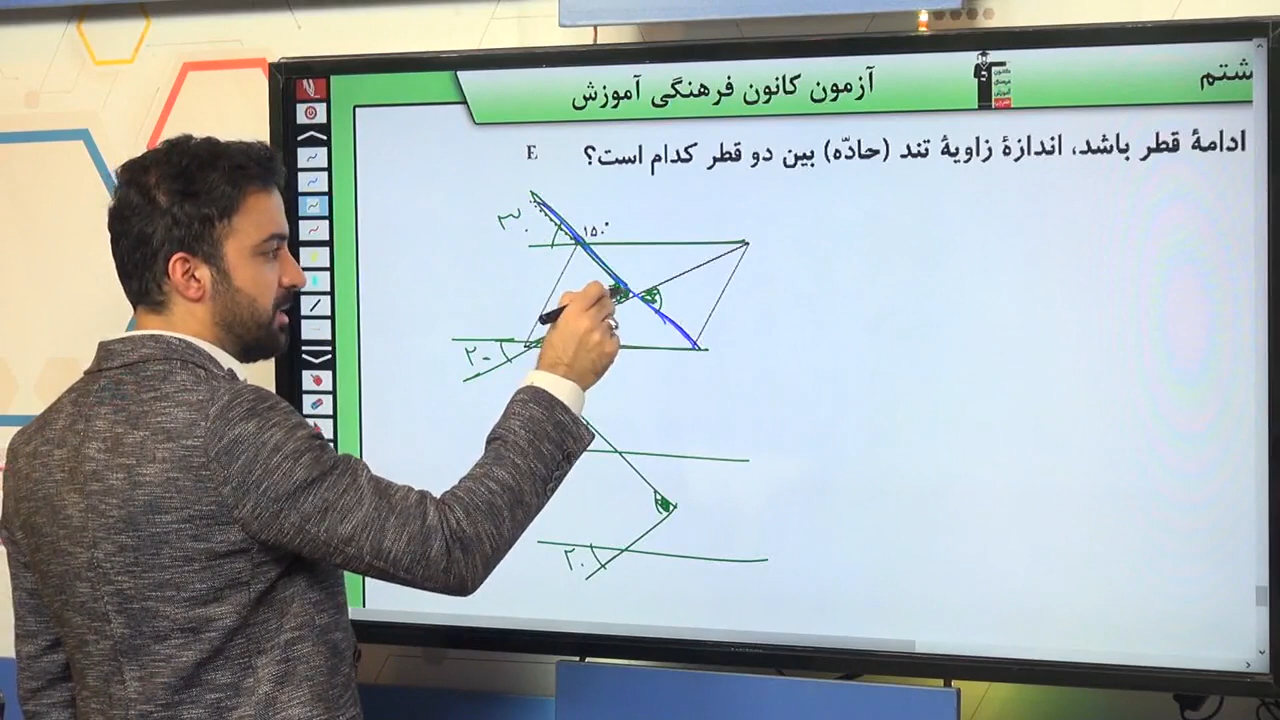 شتم
آزمون کانون فرهنگی آموزش
ادامهٔ قطر باشد، اندازهٔ زاویهٔ تند (حادّه) بین دو قطر کدام است؟
E
۳۰
۱۵۰°
۲۰
۲۰